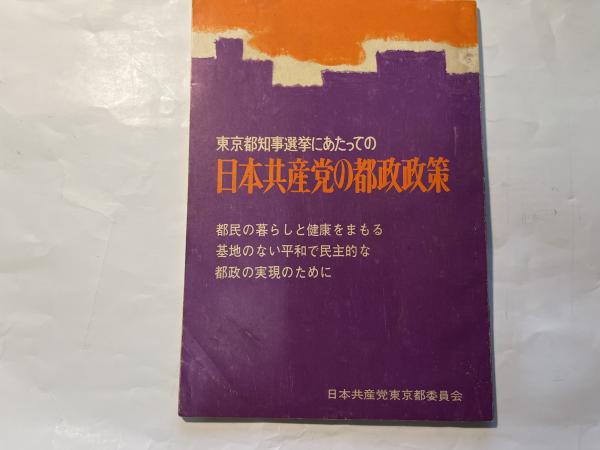 東京都知事選挙にあたっての
日本共産党の都政政策
都民の暮らしと健康をまもる
基地のない平和で民主的な
都政の実現のために
日本共産党東京都委員会